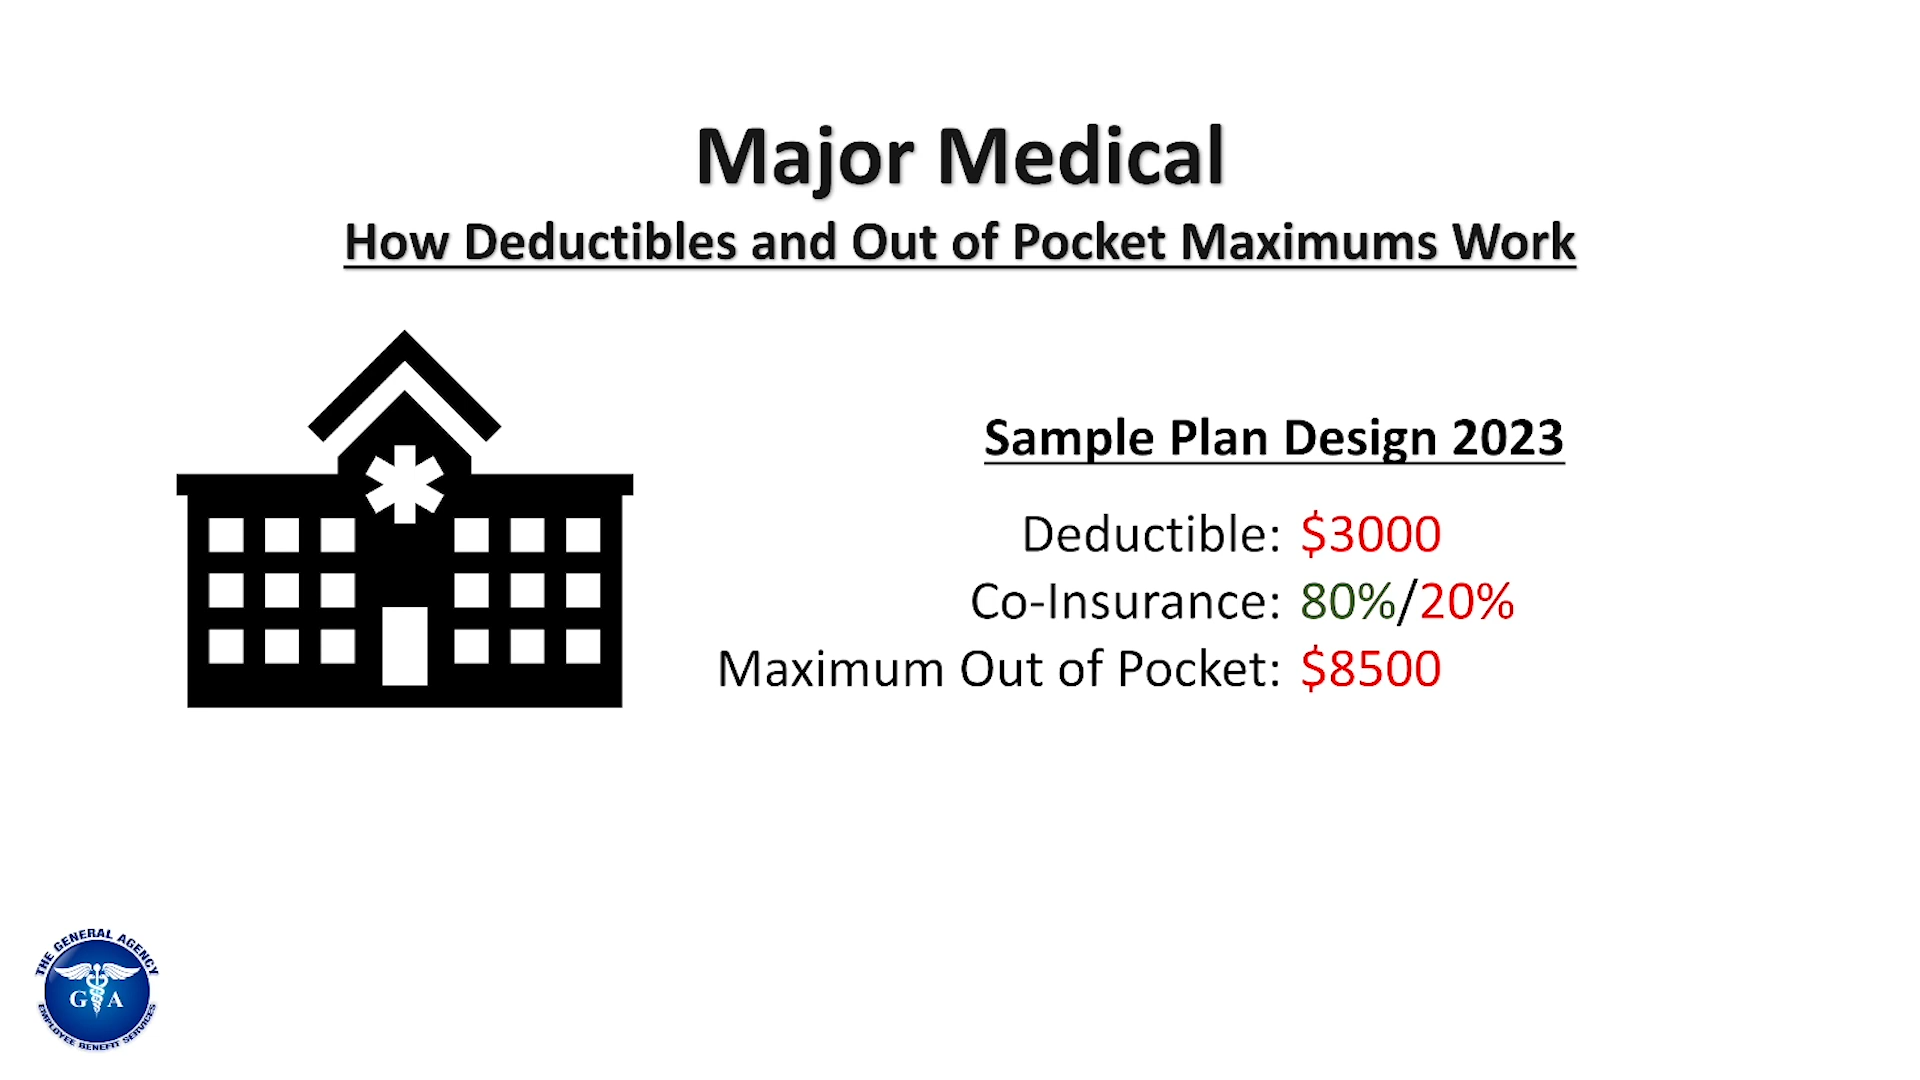 Major Medical
How Deductibles and Out of Pocket Maximums Work
Sample Plan Design 2023
Deductible: $3000
Co-Insurance: 80%/20%
Maximum Out of Pocket: $8500
THE GENERAL AGENCY
G A
EMPLOYEE BENEFIT SERVICES